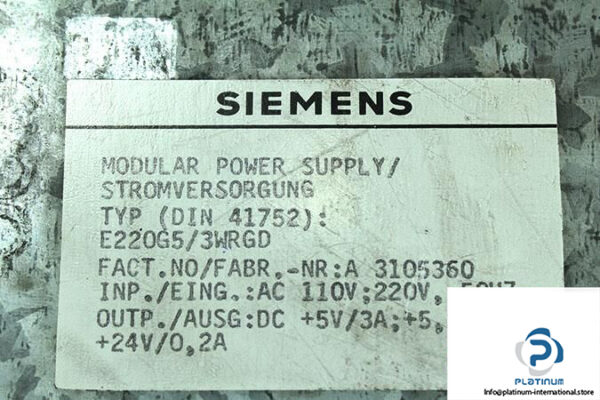 SIEMENS
MODULAR POWER SUPPLY/
STROMVERSORGUNG
TYP (DIN 41752):
E220G5/3WRGD
FACT.NO/FABR.-NR:A 3105360
INP./EING.:AC 110V;220V, 50HZ
OUTP./AUSG:DC +5V/3A;+5,
+24V/0,2A
PLATINUM
Info@platinum-international.store